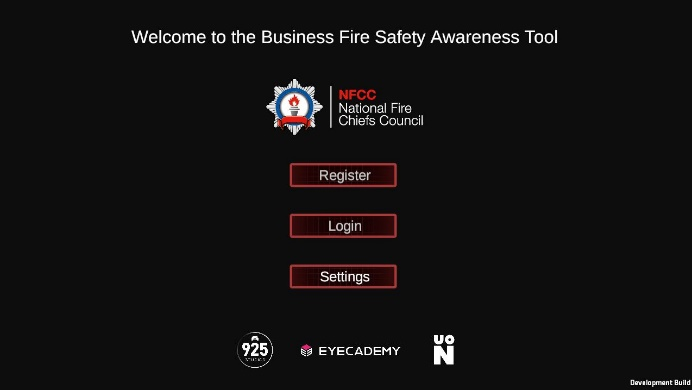 Welcome to the Business Fire Safety Awareness Tool
NFCC
National Fire
Chiefs Council
Register
Login
Settings
925
STUDIOS
EYECADEMY
UO
N
Development Build